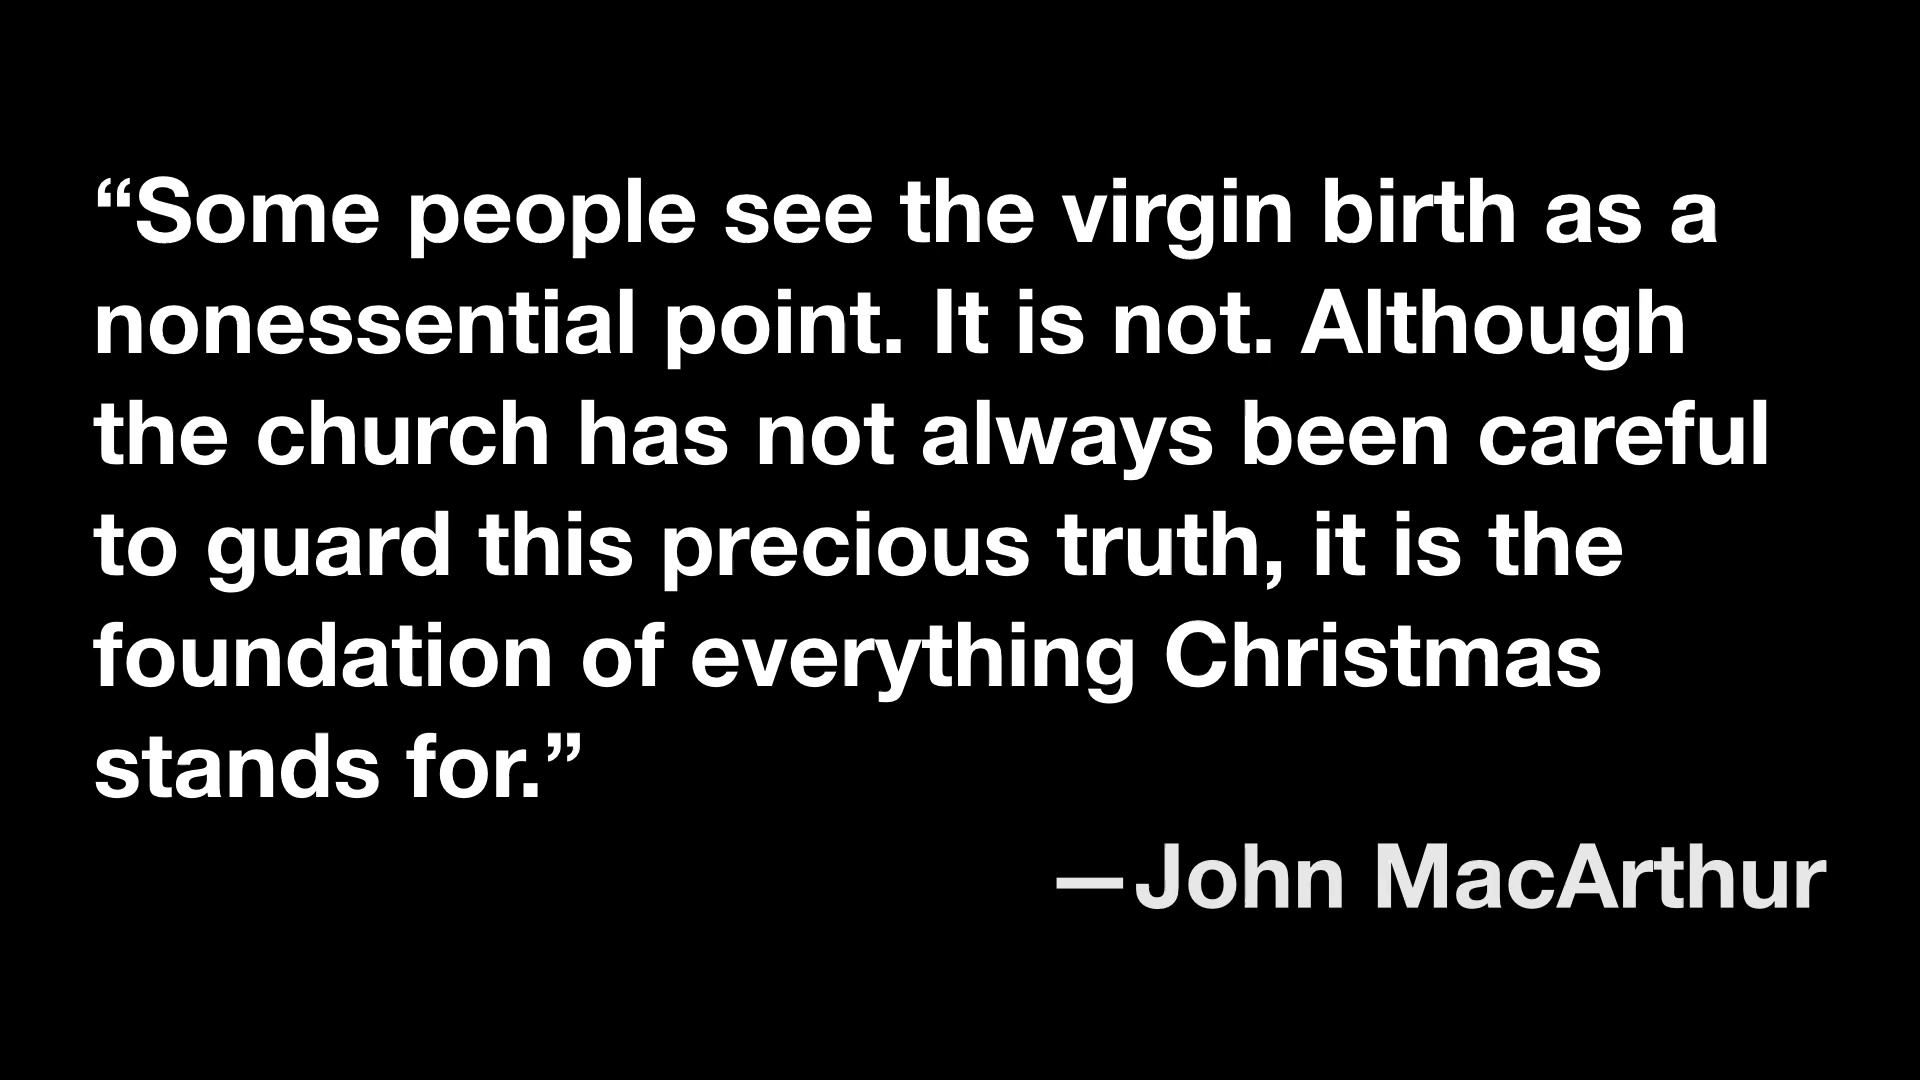 “Some people see the virgin birth as a
nonessential point. It is not. Although
the church has not always been careful
to guard this precious truth, it is the
foundation of everything Christmas
stands for.”
—John MacArthur